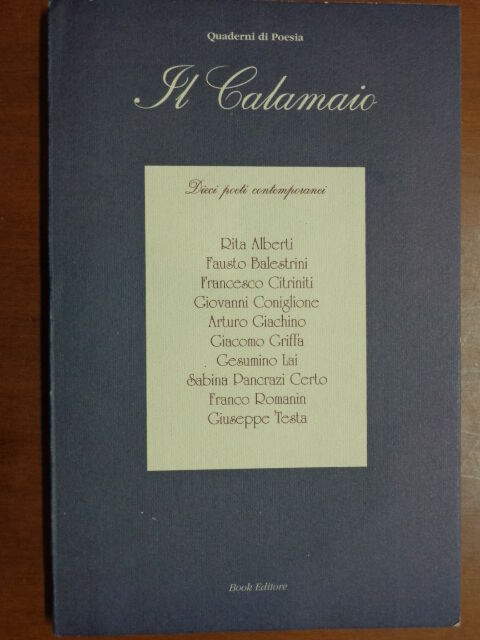 Quaderni di Poesia
Il Calamaio
Dieci poeti contemporanei
Rita Alberti
Fausto Balestrini
Francesco Citriniti
Giovanni Coniglione
Arturo Giachino
Giacomo Griffa
Gesumino Lai
Sabina Pancrazi Certo
Franco Romanin
Giuseppe Testa
Book Editore